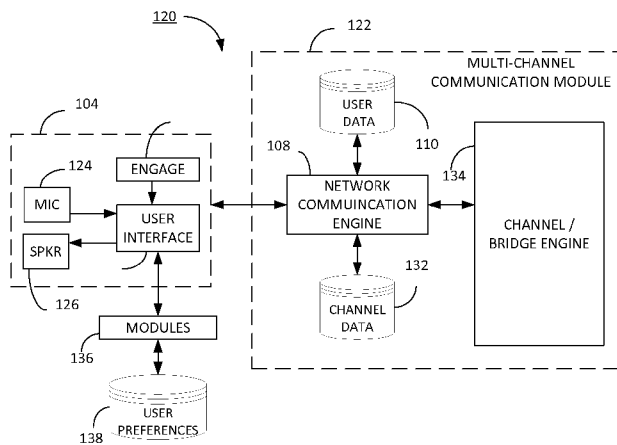 120
122
MULTI-CHANNEL
COMMUNICATION MODULE
USER
DATA
110
104
124
ENGAGE
MIC
USER
INTERFACE
SPKR
126
108
NETWORK
COMMUINCATION
ENGINE
134
CHANNEL /
BRIDGE ENGINE
132
CHANNEL
DATA
MODULES
136
USER
PREFERENCES
138